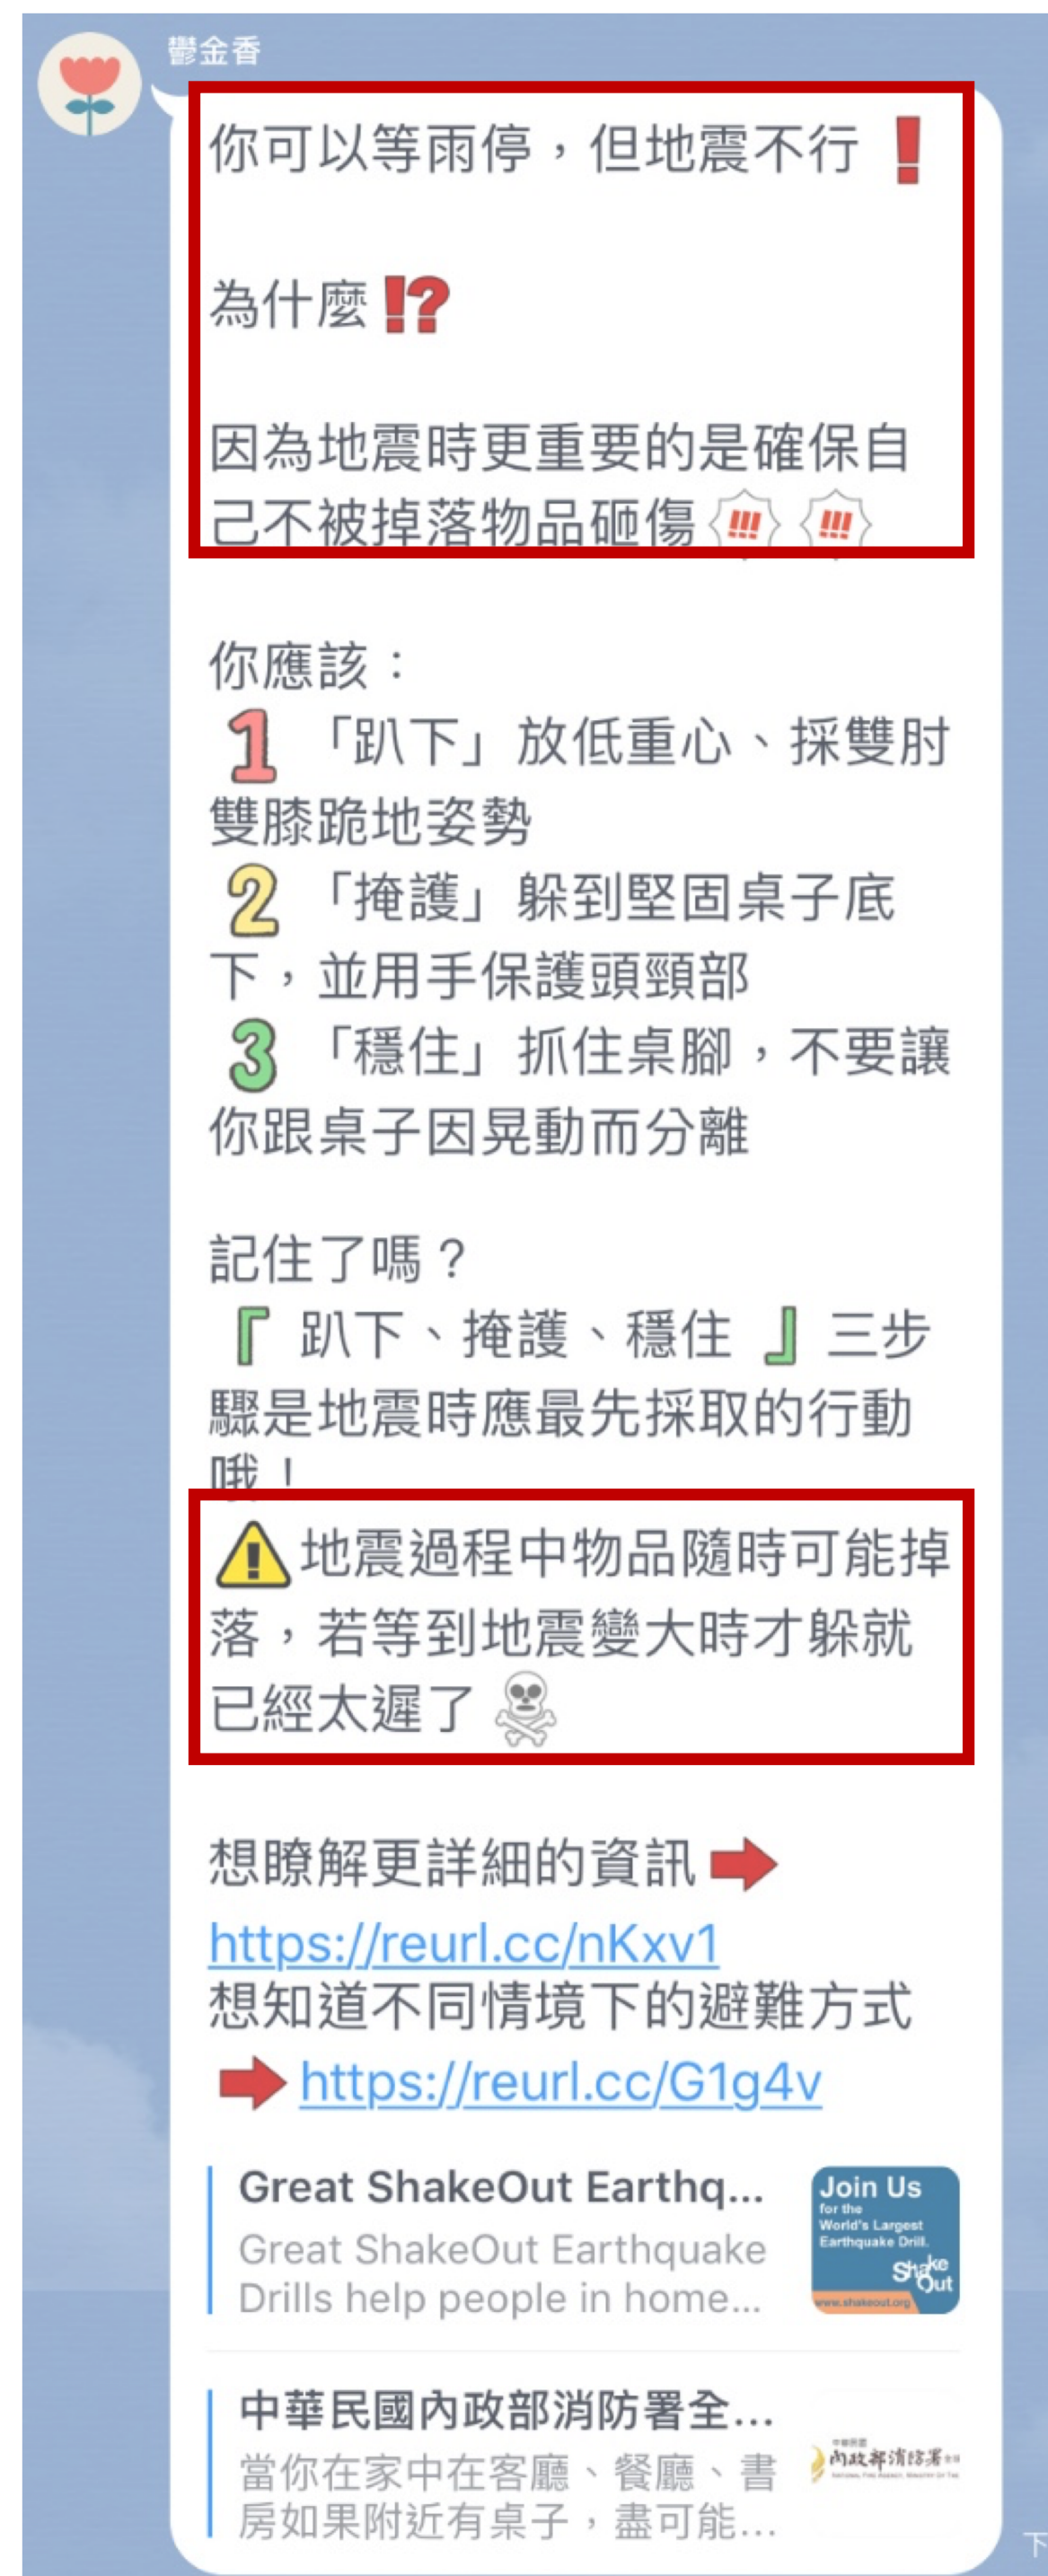 鬱金香
你可以等雨停，但地震不行❗
為什麼⁉
因為地震時更重要的是確保自
己不被掉落物品砸傷!!! !!!
你應該：
1「趴下」放低重心、採雙肘
雙膝跪地姿勢
2「掩護」躲到堅固桌子底
下，並用手保護頭頸部
3「穩住」抓住桌腳，不要讓
你跟桌子因晃動而分離
記住了嗎？
『 趴下、掩護、穩住 』三步
驟是地震時應最先採取的行動
哦！
⚠地震過程中物品隨時可能掉
落，若等到地震變大時才躲就
已經太遲了☠
想瞭解更詳細的資訊➡
https://reurl.cc/nKxv1
想知道不同情境下的避難方式
➡https://reurl.cc/G1g4v
Great ShakeOut Earthq...
Great ShakeOut Earthquake
Drills help people in home...
Join Us
for the
World's Largest
Earthquake Drill.
Shake
Out
www.shakeout.org
中華民國內政部消防署全...
當你在家中在客廳、餐廳、書
房如果附近有桌子，盡可能...
中華民國
內政部消防署
下